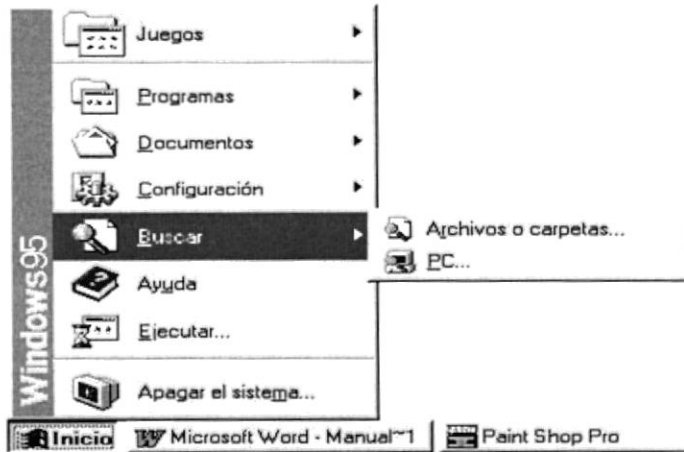 Juegos
Programas
Documentos
Configuración
Buscar
Archivos o carpetas...
PC...
Ayuda
Ejecutar...
Apagar el sistema...
Windows95
Inicio
Microsoft Word - Manual~1
Paint Shop Pro